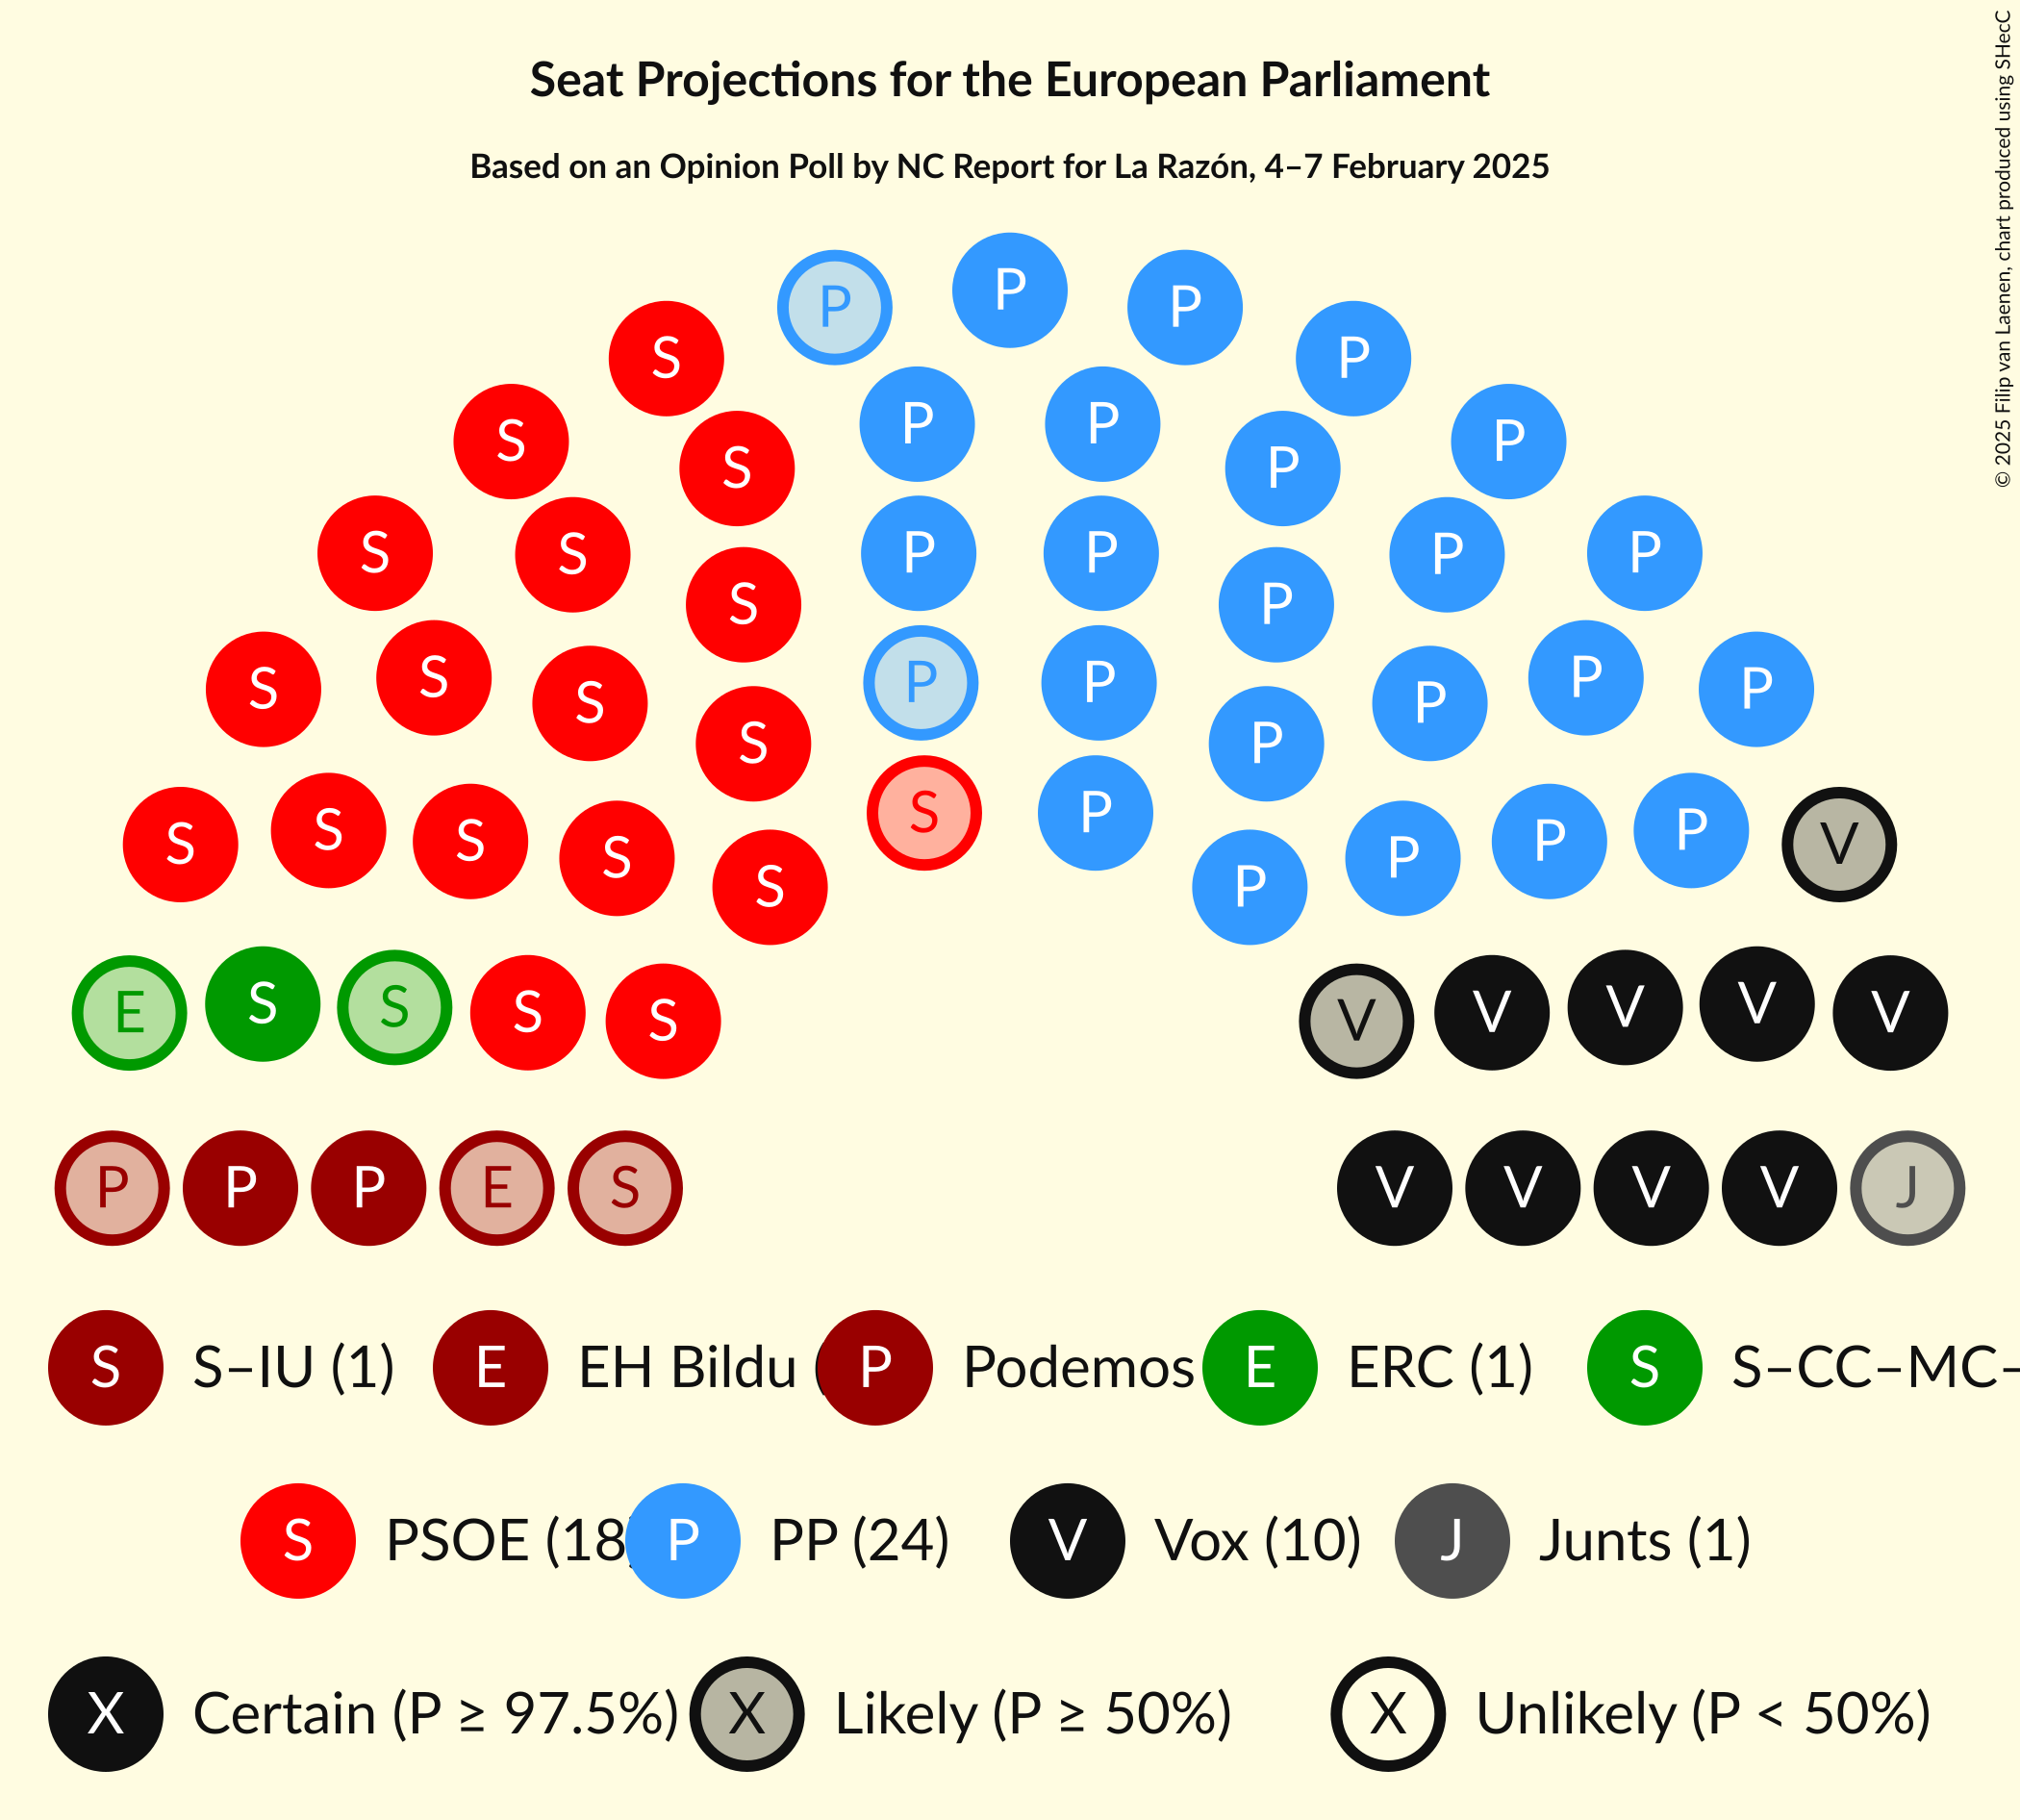 Seat Projections for the European Parliament
Based on an Opinion Poll by NC Report for La Razón, 4–7 February 2025
© 2025 Filip van Laenen, chart produced using SHecC
P P P P
S P
S P P P
S P S P
S S P P P P
S P
S P P
S P
S P P P
S P P
S S P P
S P
S S P P V
S S P P
S P
E S S S S V V V V V
P P P E S V V V V J
S S–IU (1) E EH Bildu ( P Podemos E ERC (1) S S–CC–MC–
S PSOE (18) P PP (24) V Vox (10) J Junts (1)
X Certain (P ≥ 97.5%) X Likely (P ≥ 50%) X Unlikely (P < 50%)